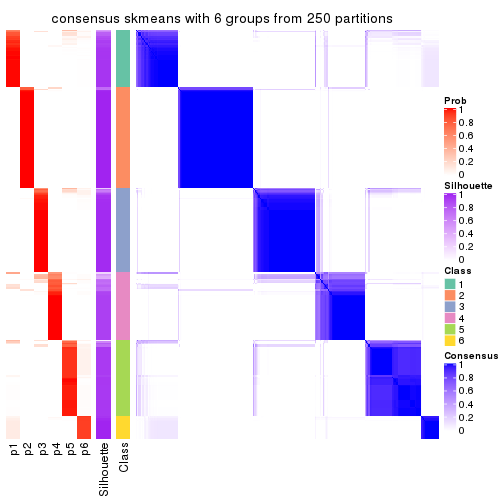 consensus skmeans with 6 groups from 250 partitions
Prob
1
0.8
0.6
0.4
0.2
0
Silhouette
1
0.8
0.6
0.4
0.2
0
Class
1
2
3
4
5
6
Consensus
1
0.8
0.6
0.4
0.2
0
p1
p2
p3
p4
p5
p6
Silhouette
Class